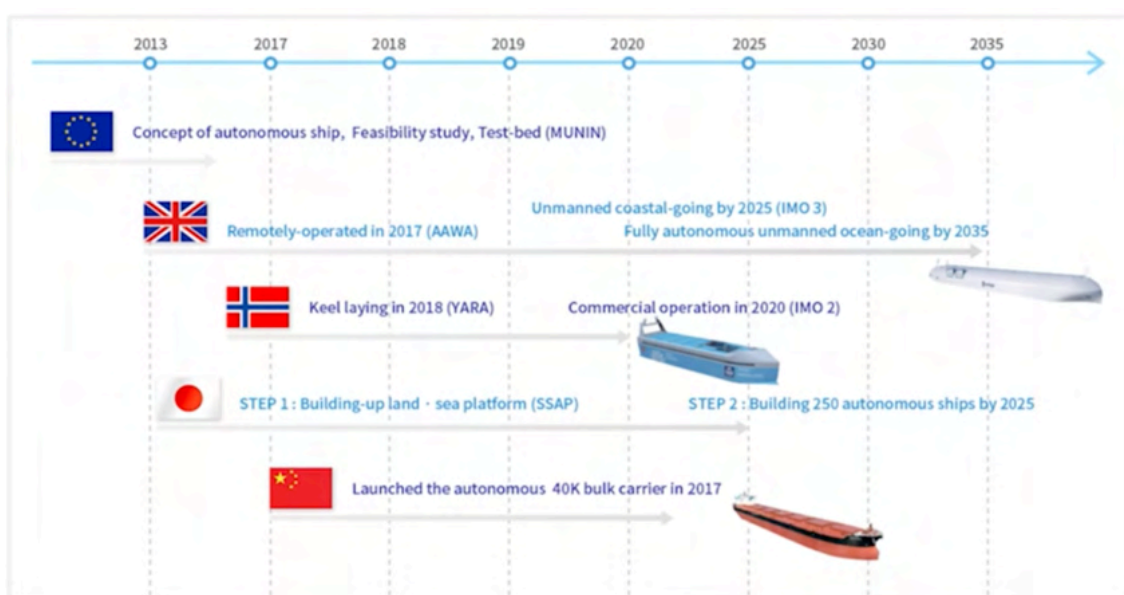 2013 2017 2018 2019 2020 2025 2030 2035
Concept of autonomous ship, Feasibility study, Test-bed (MUNIN)
Unmanned coastal-going by 2025 (IMO 3)
Remotely-operated in 2017 (AAWA) Fully autonomous unmanned ocean-going by 2035
Keel laying in 2018 (YARA) Commercial operation in 2020 (IMO 2)
STEP 1 : Building-up land · sea platform (SSAP) STEP 2 : Building 250 autonomous ships by 2025
Launched the autonomous 40K bulk carrier in 2017